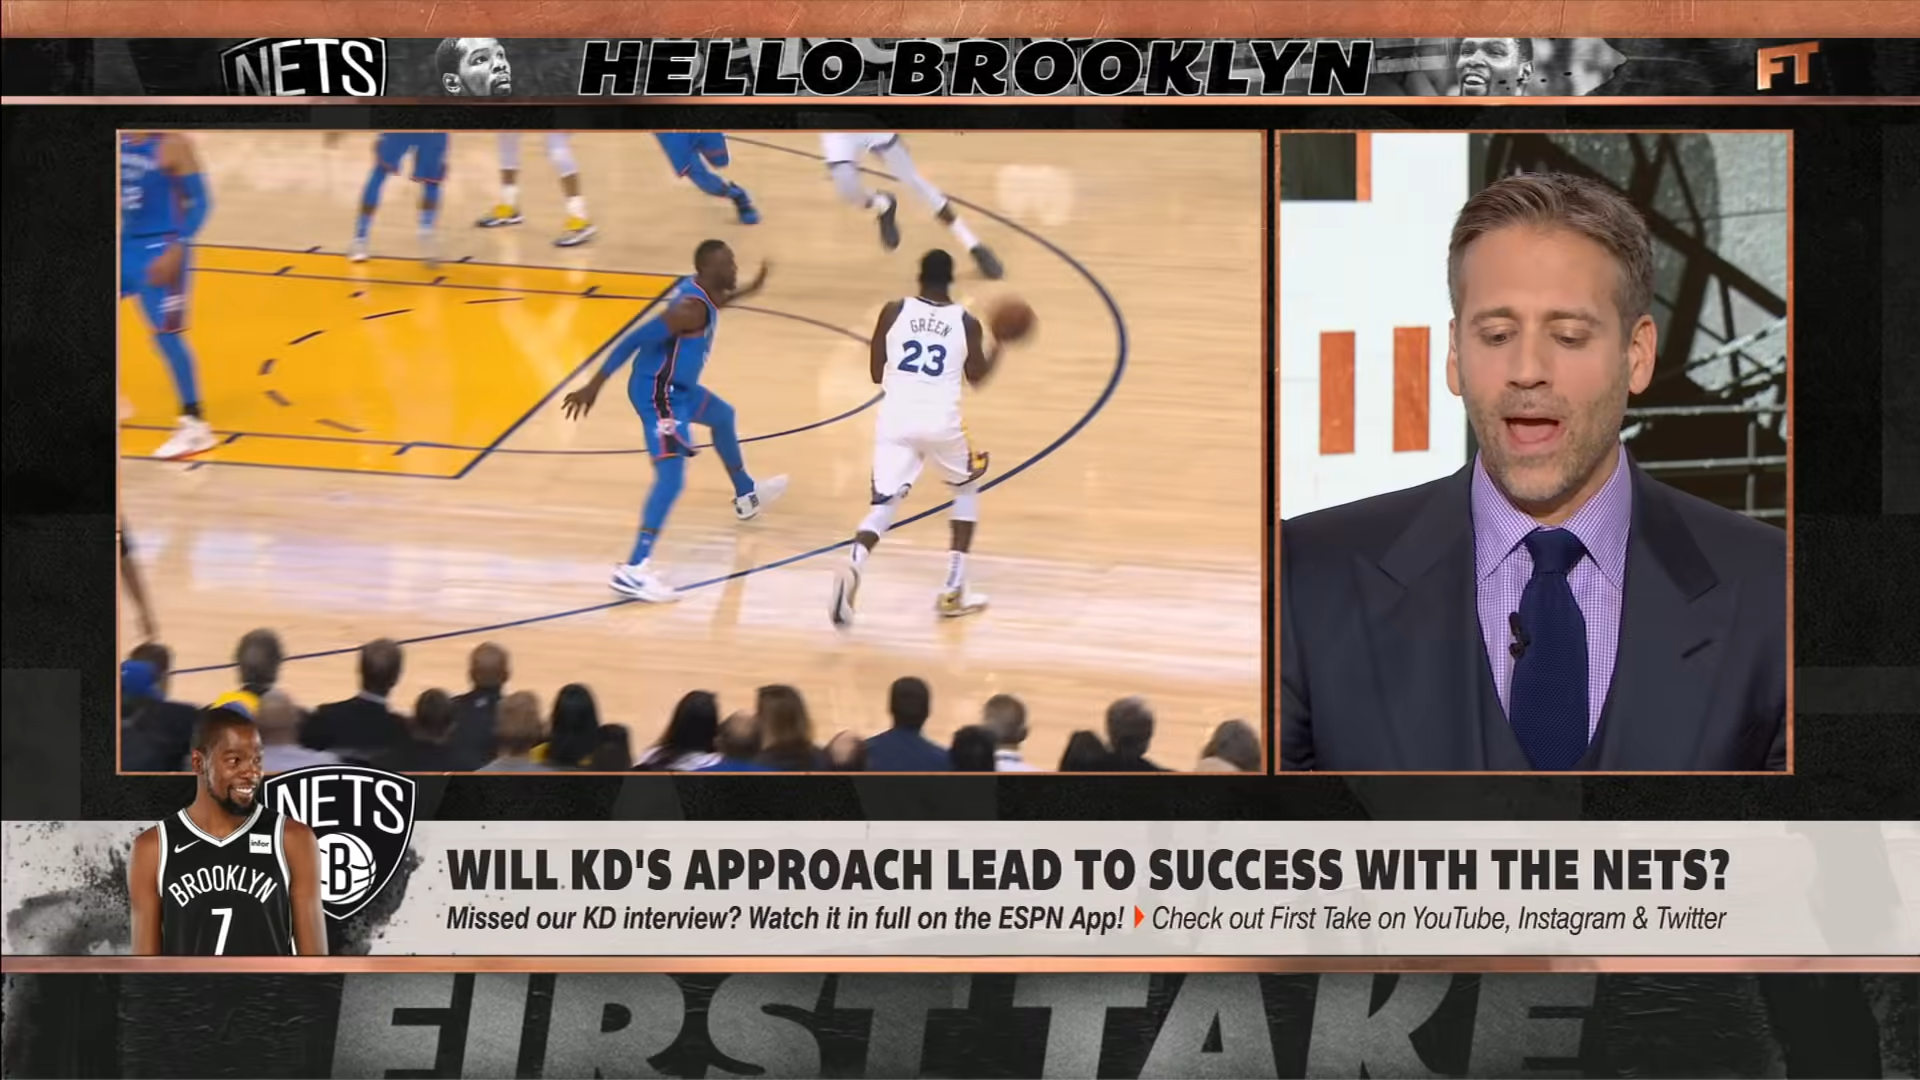 NETS
HELLO BROOKLYN
FT
GREEN
23
NETS
B
infor
BROOKLYN
7
WILL KD'S APPROACH LEAD TO SUCCESS WITH THE NETS?
Missed our KD interview? Watch it in full on the ESPN App! Check out First Take on YouTube, Instagram & Twitter
FIRST TAKE